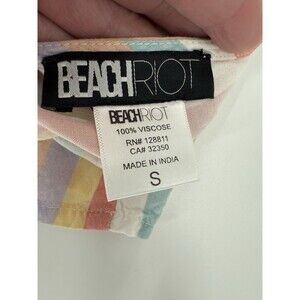 BEACHRIOT
BEACHRIOT
100% VISCOSE
RN# 128811
CA# 32350
MADE IN INDIA
S